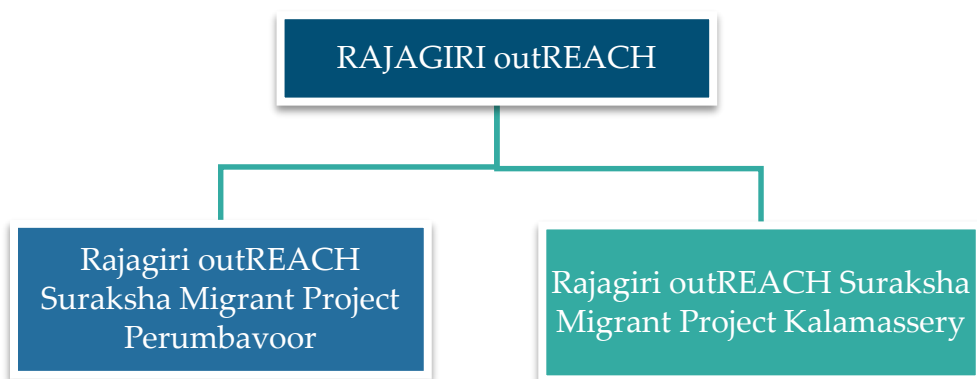 RAJAGIRI outREACH
Rajagiri outREACH
Suraksha Migrant Project
Perumbavoor
Rajagiri outREACH Suraksha
Migrant Project Kalamassery